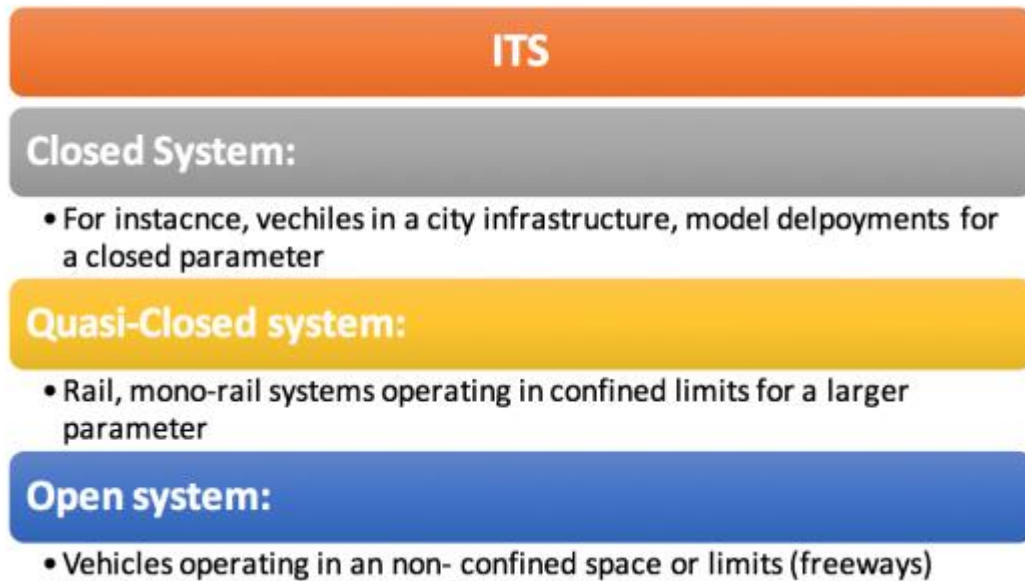 ITS
Closed System:
• For instacnce, vechiles in a city infrastructure, model delpoyments for
a closed parameter
Quasi-Closed system:
• Rail, mono-rail systems operating in confined limits for a larger
parameter
Open system:
• Vehicles operating in an non- confined space or limits (freeways)